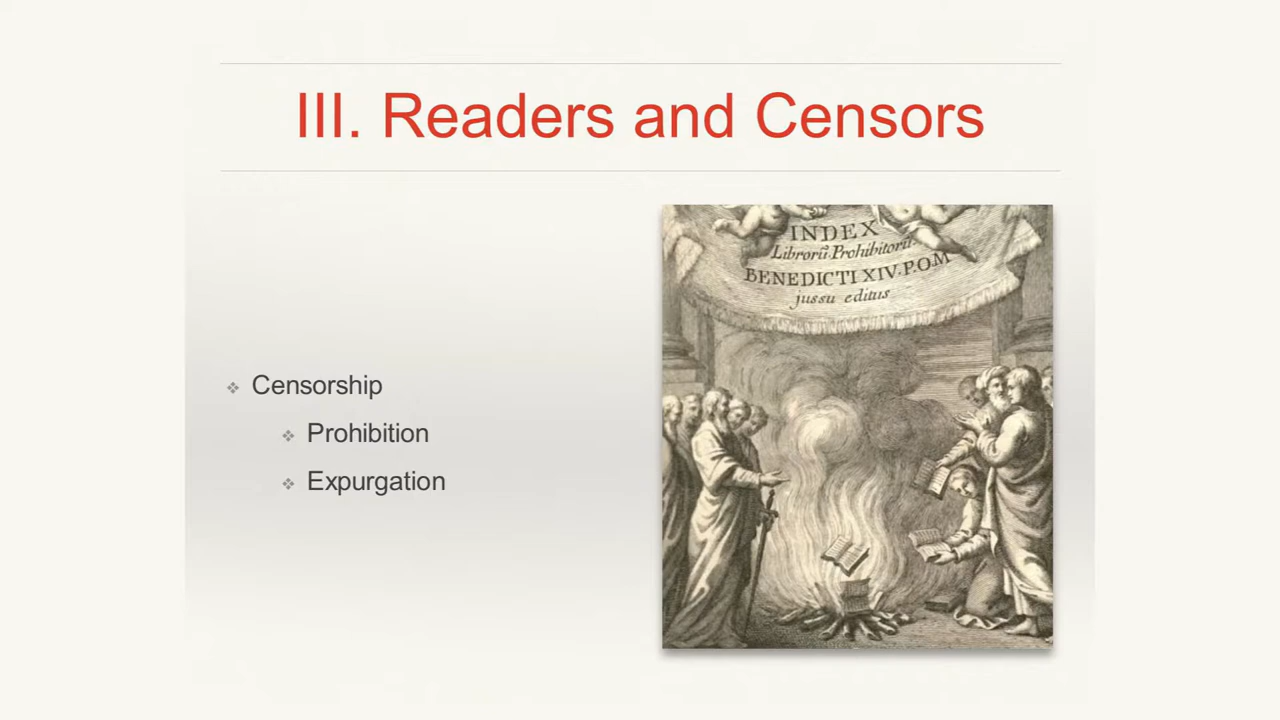 III. Readers and Censors
Censorship
Prohibition
Expurgation
INDEX
Librorū Prohibitorū
BENEDICTI XIV. P.O.M
jussu editus